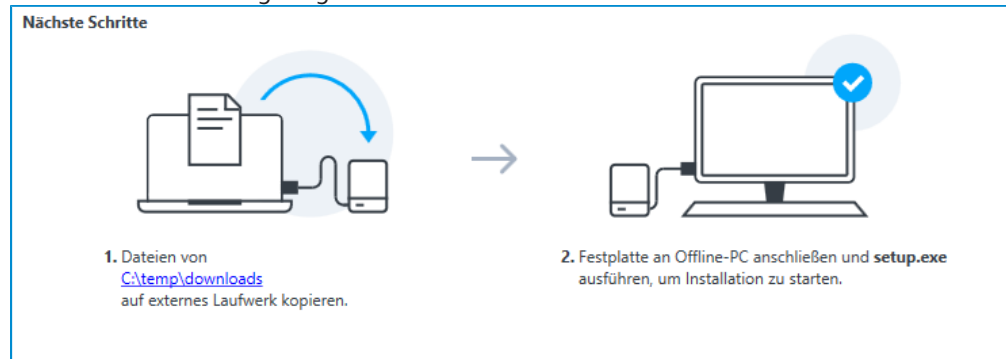 Nächste Schritte
1. Dateien von
C:\temp\downloads
auf externes Laufwerk kopieren.
2. Festplatte an Offline-PC anschließen und setup.exe
ausführen, um Installation zu starten.